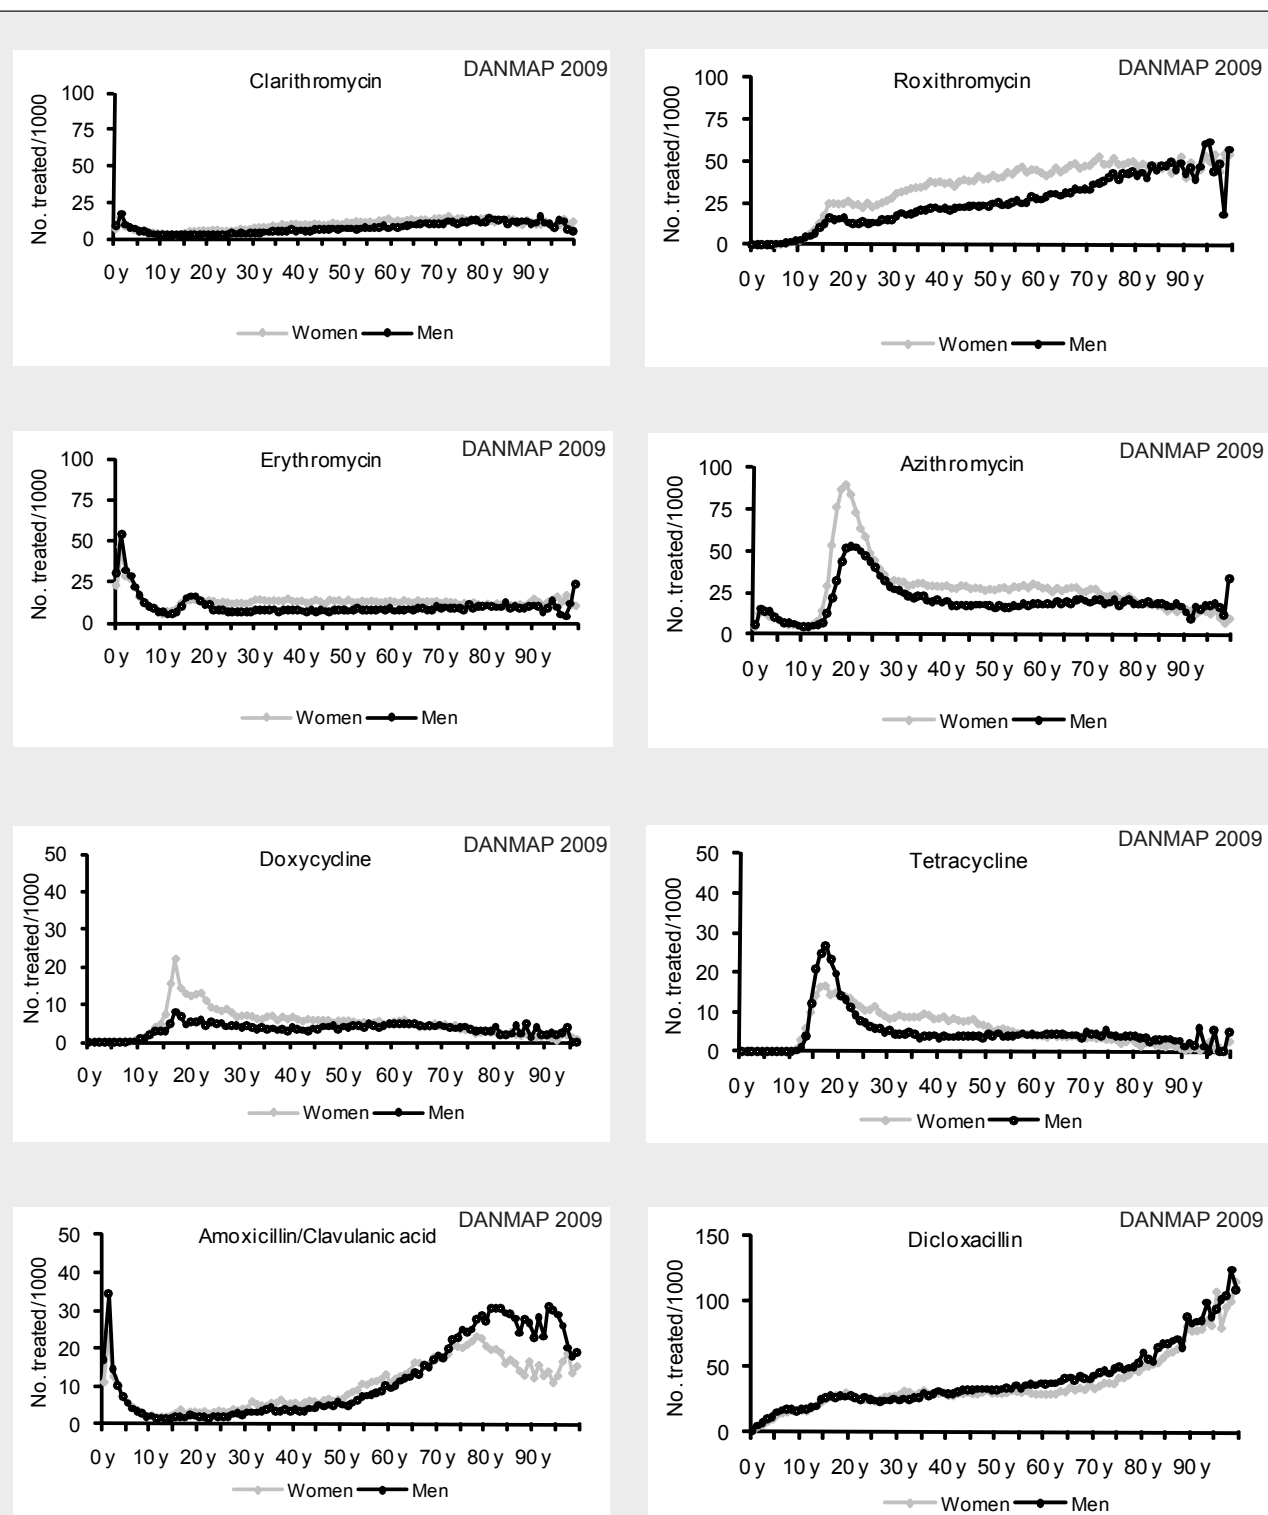 DANMAP 2009
Clarithromycin
No. treated/1000
100
75
50
25
0
0 y 10 y 20 y 30 y 40 y 50 y 60 y 70 y 80 y 90 y
Women Men
DANMAP 2009
Roxithromycin
No. treated/1000
100
75
50
25
0
0 y 10 y 20 y 30 y 40 y 50 y 60 y 70 y 80 y 90 y
Women Men
DANMAP 2009
Erythromycin
No. treated/1000
100
75
50
25
0
0 y 10 y 20 y 30 y 40 y 50 y 60 y 70 y 80 y 90 y
Women Men
DANMAP 2009
Azithromycin
No. treated/1000
100
75
50
25
0
0 y 10 y 20 y 30 y 40 y 50 y 60 y 70 y 80 y 90 y
Women Men
DANMAP 2009
Doxycycline
No. treated/1000
50
40
30
20
10
0
0 y 10 y 20 y 30 y 40 y 50 y 60 y 70 y 80 y 90 y
Women Men
DANMAP 2009
Tetracycline
No. treated/1000
50
40
30
20
10
0
0 y 10 y 20 y 30 y 40 y 50 y 60 y 70 y 80 y 90 y
Women Men
DANMAP 2009
Amoxicillin/Clavulanic acid
No. treated/1000
50
40
30
20
10
0
0 y 10 y 20 y 30 y 40 y 50 y 60 y 70 y 80 y 90 y
Women Men
DANMAP 2009
Dicloxacillin
No. treated/1000
150
100
50
0
0 y 10 y 20 y 30 y 40 y 50 y 60 y 70 y 80 y 90 y
Women Men